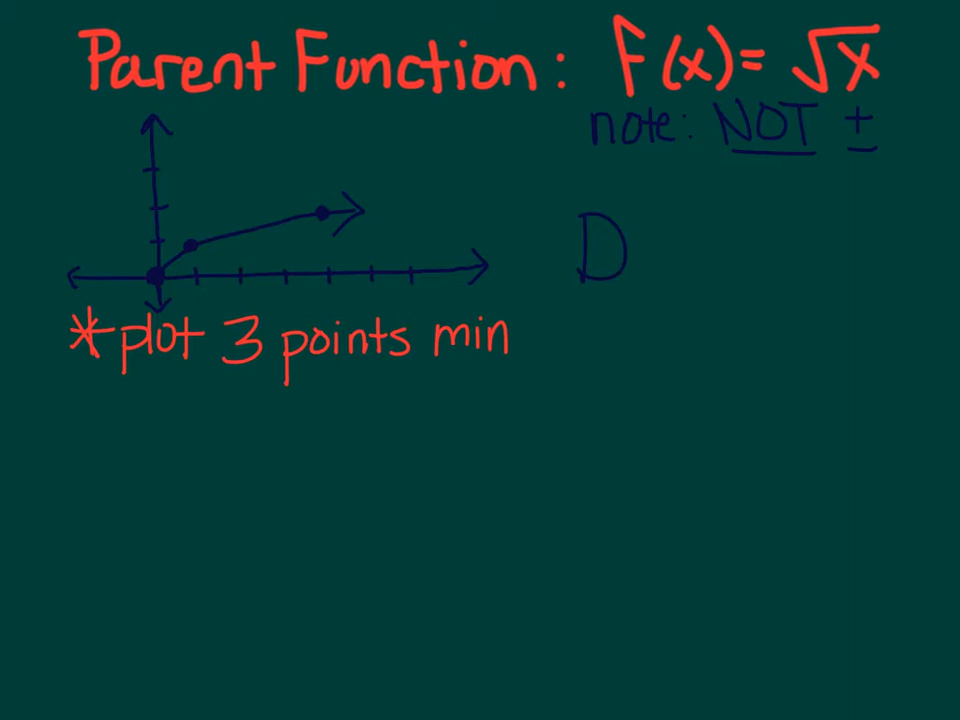 Parent Function: f(x) = √x
note: NOT ±
D
*plot 3 points min